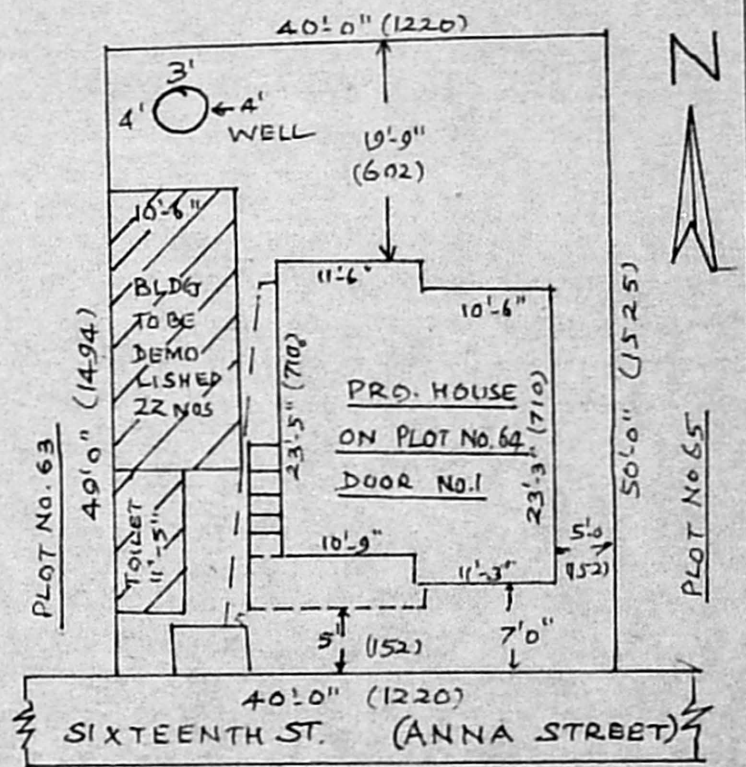 40'-0" (1220)
N
3'
4'
4'
WELL
19'-9"
(602)
10'-6"
BLDG
TO BE
DEMO
LISHED
22 NOS
11'-6"
10'-6"
23'-5" (710)
PRO. HOUSE
ON PLOT No.64
DOOR No.1
23'-3" (710)
PLOT No. 63
49'0" (1494)
50'-0" (1525)
PLOT No 65
TOILET
11'-5"
10'-9"
11'-3"
5'0
(152)
5' (152)
7'0"
40'-0" (1220)
SIXTEENTH ST. (ANNA STREET)